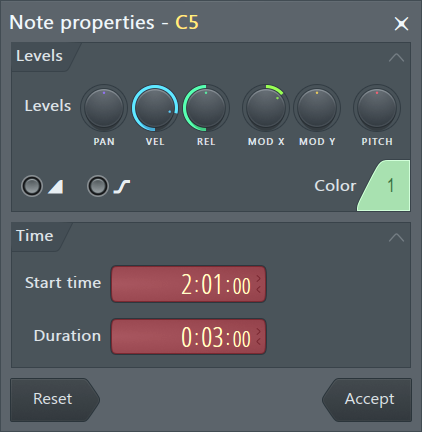 Note properties - C5
Levels
Levels
PAN VEL REL MOD X MOD Y PITCH
Color 1
Time
Start time 2:01:00
Duration 0:03:00
Reset Accept